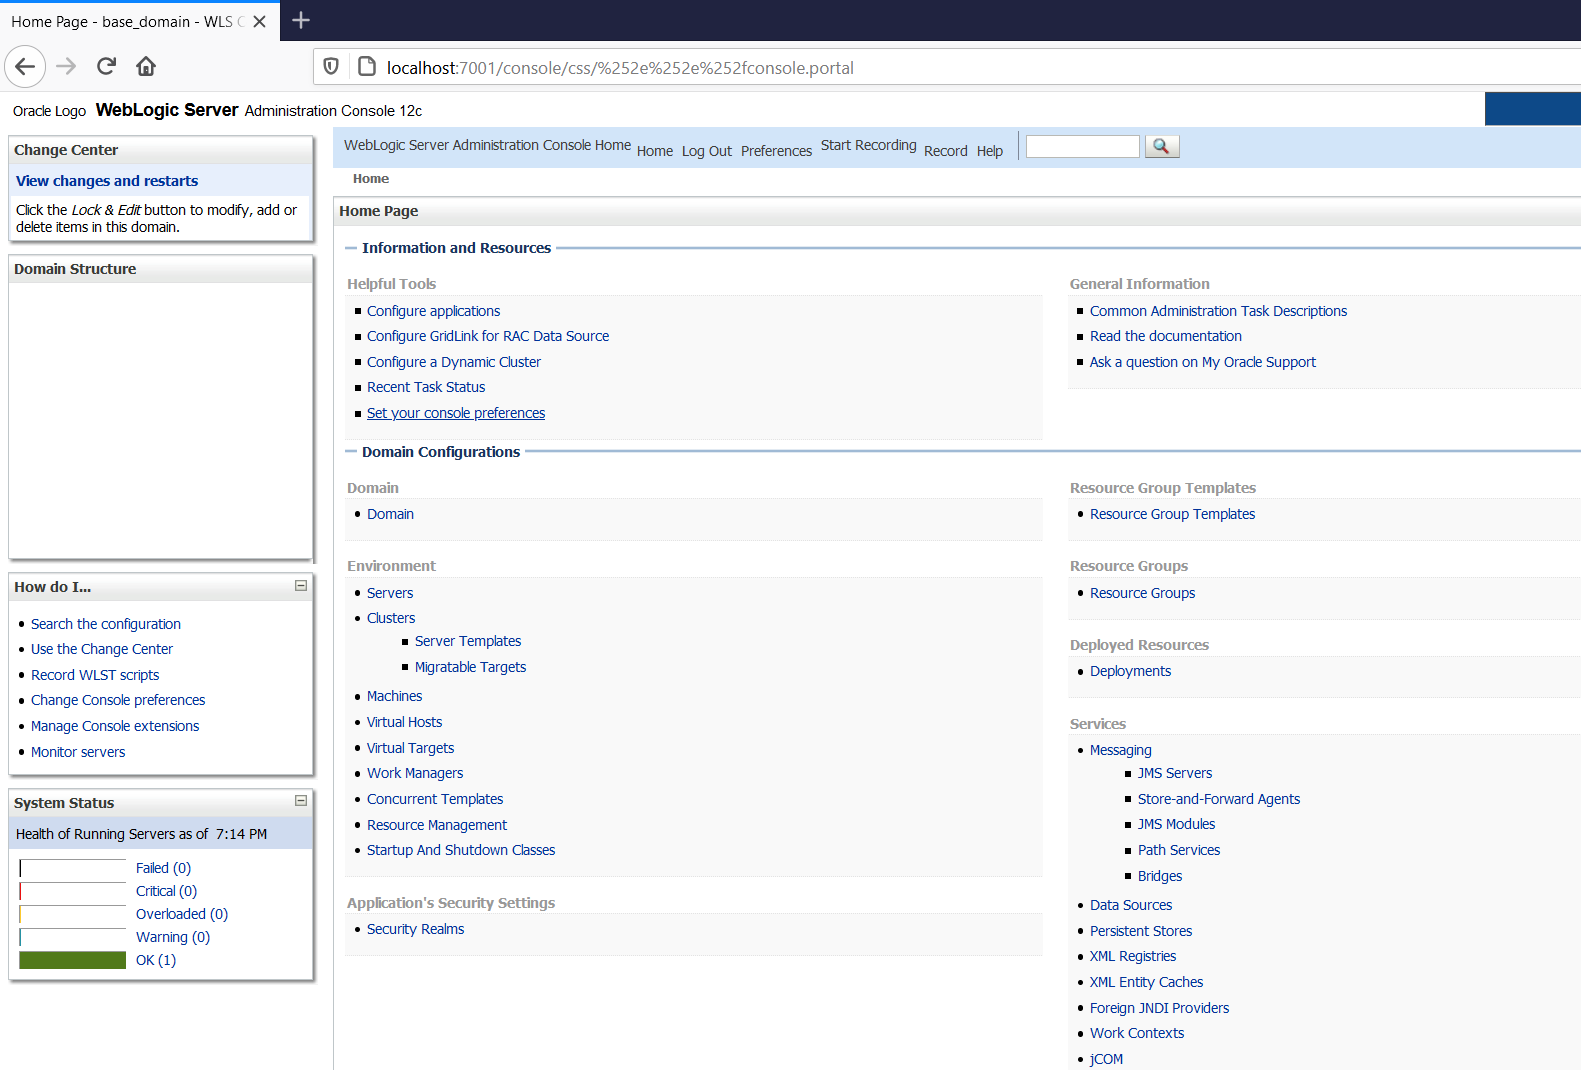 Home Page - base_domain - WLS C
localhost:7001/console/css/%252e%252e%252fconsole.portal
Oracle Logo WebLogic Server Administration Console 12c
Change Center
View changes and restarts
Click the Lock & Edit button to modify, add or
delete items in this domain.
Domain Structure
How do I...
Search the configuration
Use the Change Center
Record WLST scripts
Change Console preferences
Manage Console extensions
Monitor servers
System Status
Health of Running Servers as of 7:14 PM
Failed (0)
Critical (0)
Overloaded (0)
Warning (0)
OK (1)
WebLogic Server Administration Console Home Home Log Out Preferences Start Recording Record Help
Home
Home Page
Information and Resources
Helpful Tools
Configure applications
Configure GridLink for RAC Data Source
Configure a Dynamic Cluster
Recent Task Status
Set your console preferences
General Information
Common Administration Task Descriptions
Read the documentation
Ask a question on My Oracle Support
Domain Configurations
Domain
Domain
Environment
Servers
Clusters
Server Templates
Migratable Targets
Machines
Virtual Hosts
Virtual Targets
Work Managers
Concurrent Templates
Resource Management
Startup And Shutdown Classes
Application's Security Settings
Security Realms
Resource Group Templates
Resource Group Templates
Resource Groups
Resource Groups
Deployed Resources
Deployments
Services
Messaging
JMS Servers
Store-and-Forward Agents
JMS Modules
Path Services
Bridges
Data Sources
Persistent Stores
XML Registries
XML Entity Caches
Foreign JNDI Providers
Work Contexts
jCOM